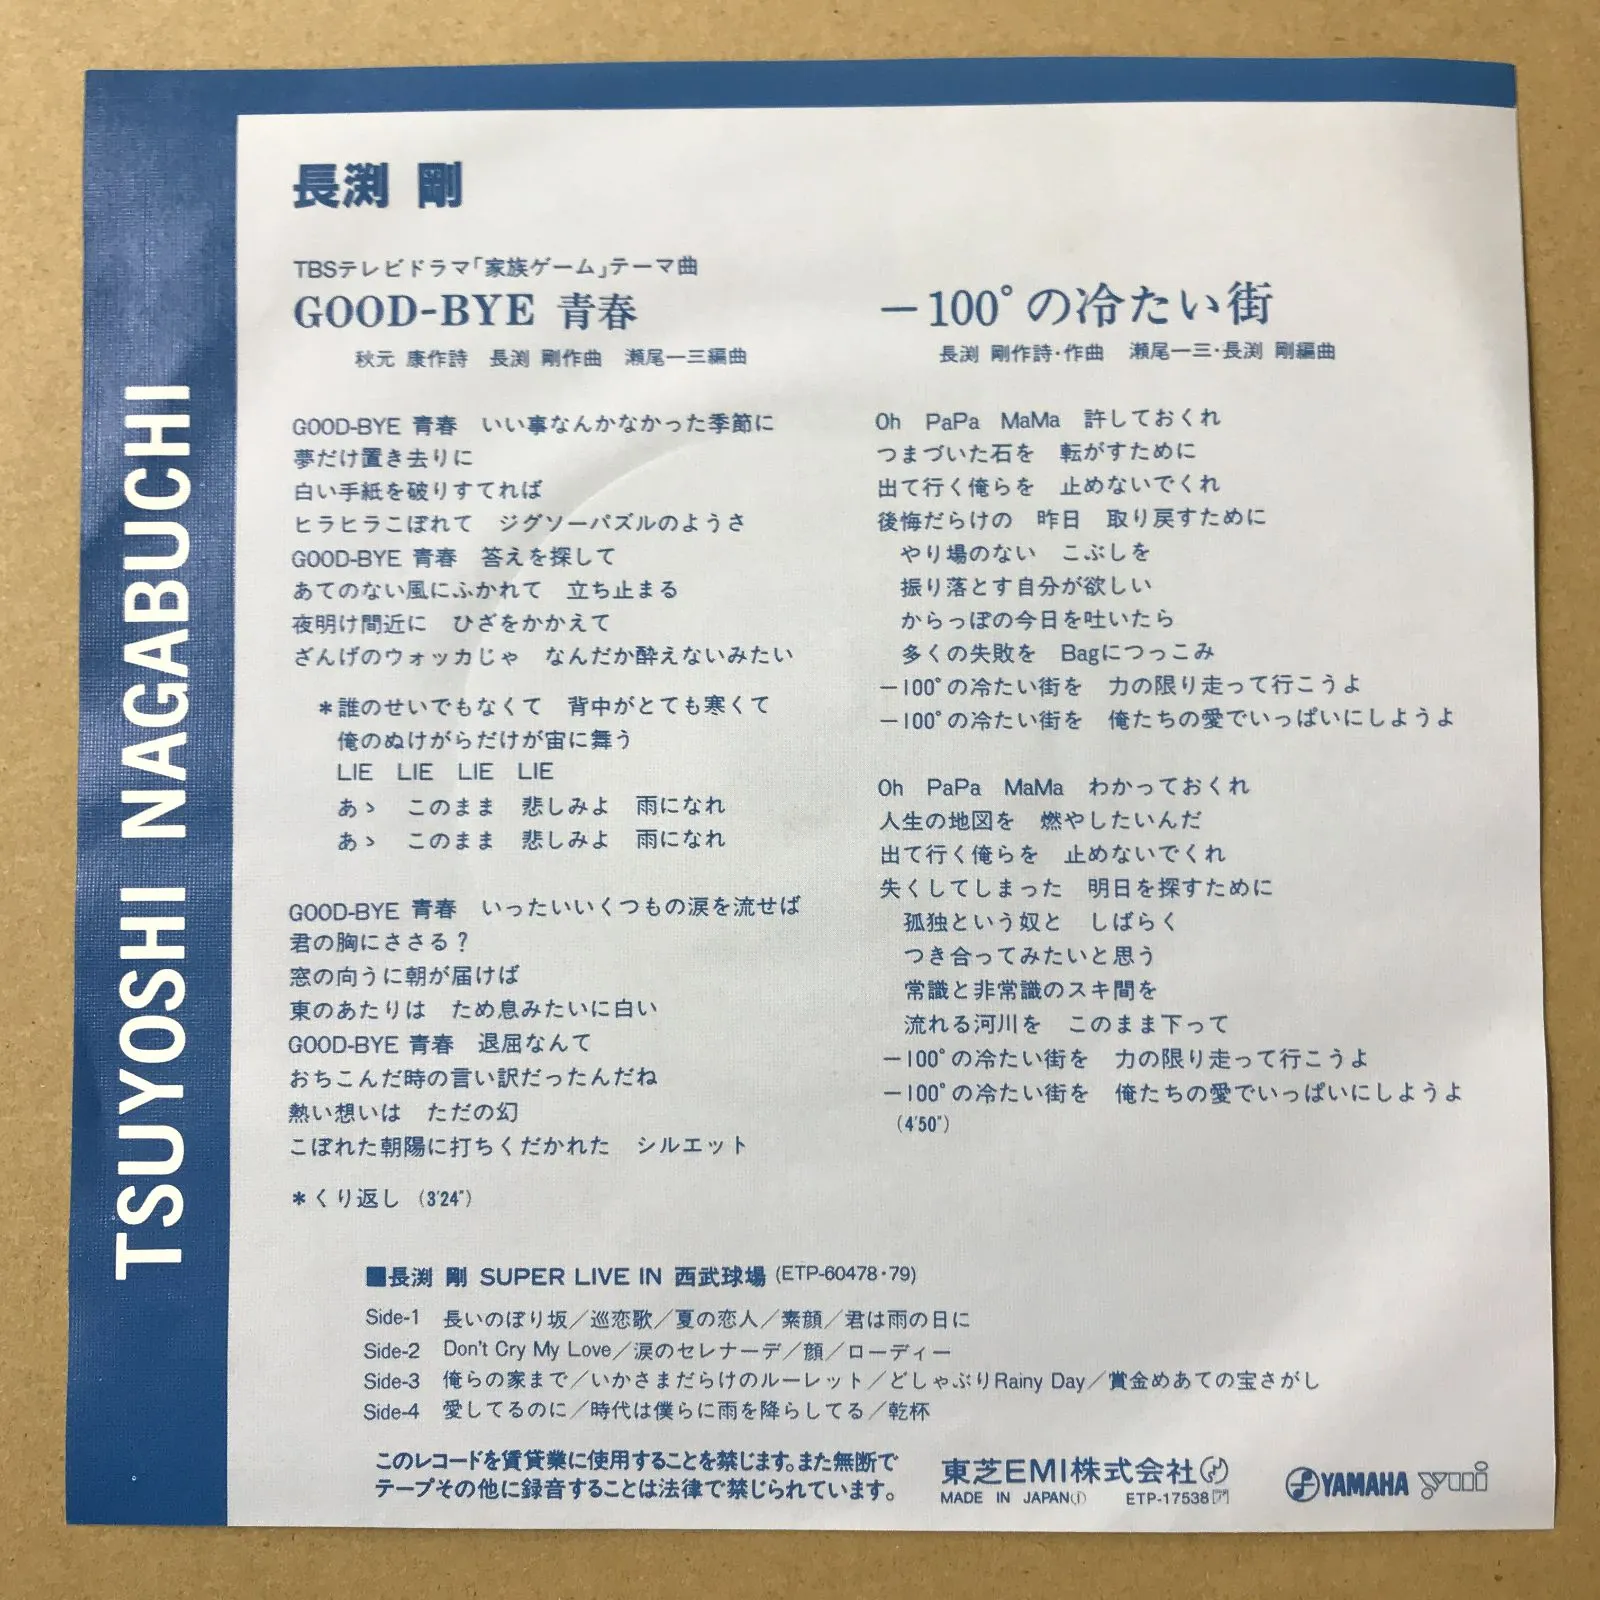 TSUYOSHI NAGABUCHI
長渕 剛
TBSテレビドラマ「家族ゲーム」テーマ曲
GOOD-BYE 青春
秋元 康作詩 長渕 剛作曲 瀬尾一三編曲
GOOD-BYE 青春 いい事なんかなかった季節に
夢だけ置き去りに
白い手紙を破りすてれば
ヒラヒラこぼれて ジグソーパズルのようさ
GOOD-BYE 青春 答えを探して
あてのない風にふかれて 立ち止まる
夜明け間近に ひざをかかえて
ざんげのウォッカじゃ なんだか酔えないみたい
*誰のせいでもなくて 背中がとても寒くて
俺のぬけがらだけが宙に舞う
LIE LIE LIE LIE
あゝ このまま 悲しみよ 雨になれ
あゝ このまま 悲しみよ 雨になれ
GOOD-BYE 青春 いったいいくつもの涙を流せば
君の胸にささる?
窓の向うに朝が届けば
東のあたりは ため息みたいに白い
GOOD-BYE 青春 退屈なんて
おちこんだ時の言い訳だったんだね
熱い想いは ただの幻
こぼれた朝陽に打ちくだかれた シルエット
*くり返し (3'24")
−100°の冷たい街
長渕 剛作詩・作曲 瀬尾一三・長渕 剛編曲
Oh PaPa MaMa 許しておくれ
つまづいた石を 転がすために
出て行く俺らを 止めないでくれ
後悔だらけの 昨日 取り戻すために
やり場のない こぶしを
振り落とす自分が欲しい
からっぽの今日を吐いたら
多くの失敗を Bagにつっこみ
−100°の冷たい街を 力の限り走って行こうよ
−100°の冷たい街を 俺たちの愛でいっぱいにしようよ
Oh PaPa MaMa わかっておくれ
人生の地図を 燃やしたいんだ
出て行く俺らを 止めないでくれ
失くしてしまった 明日を探すために
孤独という奴と しばらく
つき合ってみたいと思う
常識と非常識のスキ間を
流れる河川を このまま下って
−100°の冷たい街を 力の限り走って行こうよ
−100°の冷たい街を 俺たちの愛でいっぱいにしようよ
(4'50")
■長渕 剛 SUPER LIVE IN 西武球場 (ETP-60478・79)
Side-1 長いのぼり坂/巡恋歌/夏の恋人/素顔/君は雨の日に
Side-2 Don't Cry My Love/涙のセレナーデ/顔/ローディー
Side-3 俺らの家まで/いかさまだらけのルーレット/どしゃぶりRainy Day/賞金めあての宝さがし
Side-4 愛してるのに/時代は僕らに雨を降らしてる/乾杯
このレコードを賃貸業に使用することを禁じます。また無断で
テープその他に録音することは法律で禁じられています。
東芝EMI株式会社
MADE IN JAPAN ETP-17538
YAMAHA yui